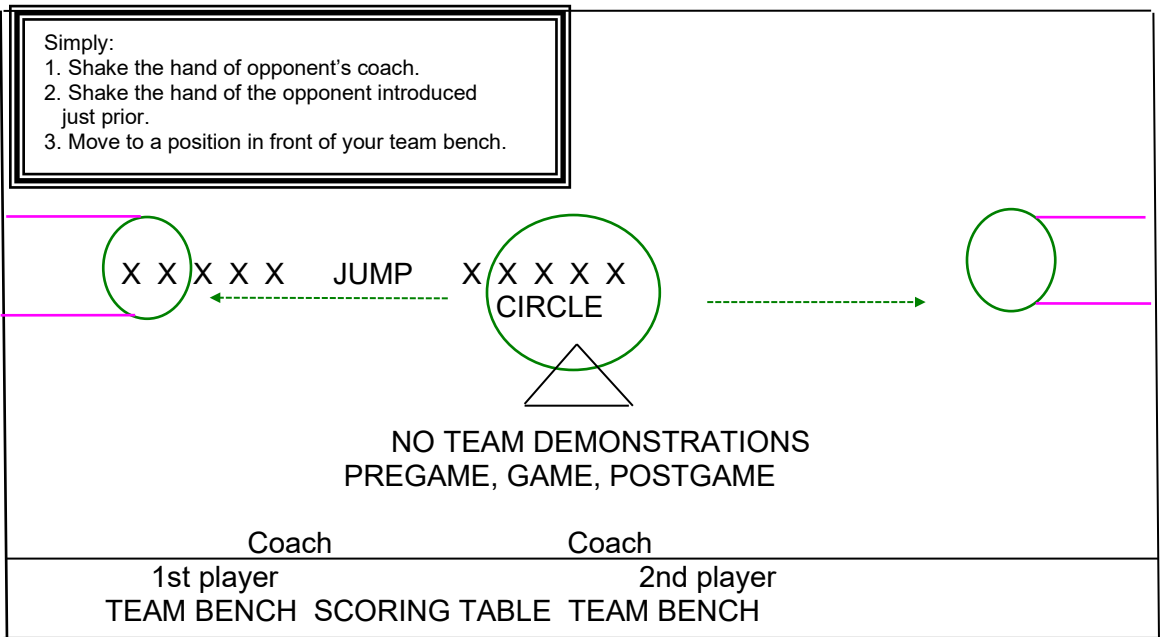 Simply:
1. Shake the hand of opponent’s coach.
2. Shake the hand of the opponent introduced
just prior.
3. Move to a position in front of your team bench.
X X X X X JUMP X X X X X
CIRCLE
NO TEAM DEMONSTRATIONS
PREGAME, GAME, POSTGAME
Coach Coach
1st player 2nd player
TEAM BENCH SCORING TABLE TEAM BENCH